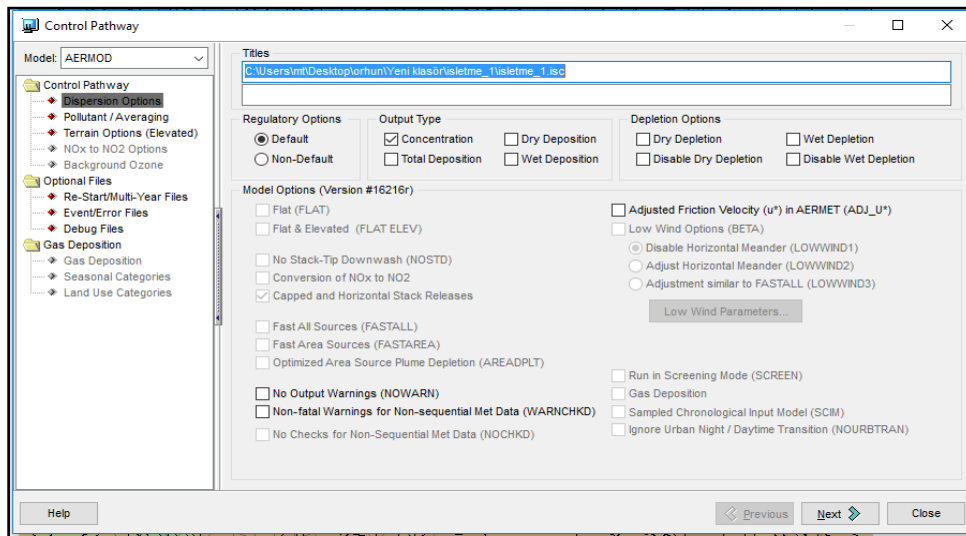 Control Pathway
Model: AERMOD
Control Pathway
Dispersion Options
Pollutant / Averaging
Terrain Options (Elevated)
NOx to NO2 Options
Background Ozone
Optional Files
Re-Start/Multi-Year Files
Event/Error Files
Debug Files
Gas Deposition
Gas Deposition
Seasonal Categories
Land Use Categories
Titles
C:\Users\mt\Desktop\orhun\Yeni klasör\isletme_1\isletme_1.isc
Regulatory Options
Default
Non-Default
Output Type
Concentration
Dry Deposition
Total Deposition
Wet Deposition
Depletion Options
Dry Depletion
Wet Depletion
Disable Dry Depletion
Disable Wet Depletion
Model Options (Version #16216r)
Flat (FLAT)
Flat & Elevated (FLAT ELEV)
No Stack-Tip Downwash (NOSTD)
Conversion of NOx to NO2
Capped and Horizontal Stack Releases
Fast All Sources (FASTALL)
Fast Area Sources (FASTAREA)
Optimized Area Source Plume Depletion (AREADPLT)
No Output Warnings (NOWARN)
Non-fatal Warnings for Non-sequential Met Data (WARNCHKD)
No Checks for Non-Sequential Met Data (NOCHKD)
Adjusted Friction Velocity (u*) in AERMET (ADJ_U*)
Low Wind Options (BETA)
Disable Horizontal Meander (LOWWIND1)
Adjust Horizontal Meander (LOWWIND2)
Adjustment similar to FASTALL (LOWWIND3)
Low Wind Parameters...
Run in Screening Mode (SCREEN)
Gas Deposition
Sampled Chronological Input Model (SCIM)
Ignore Urban Night / Daytime Transition (NOURBTRAN)
Help
Previous
Next
Close